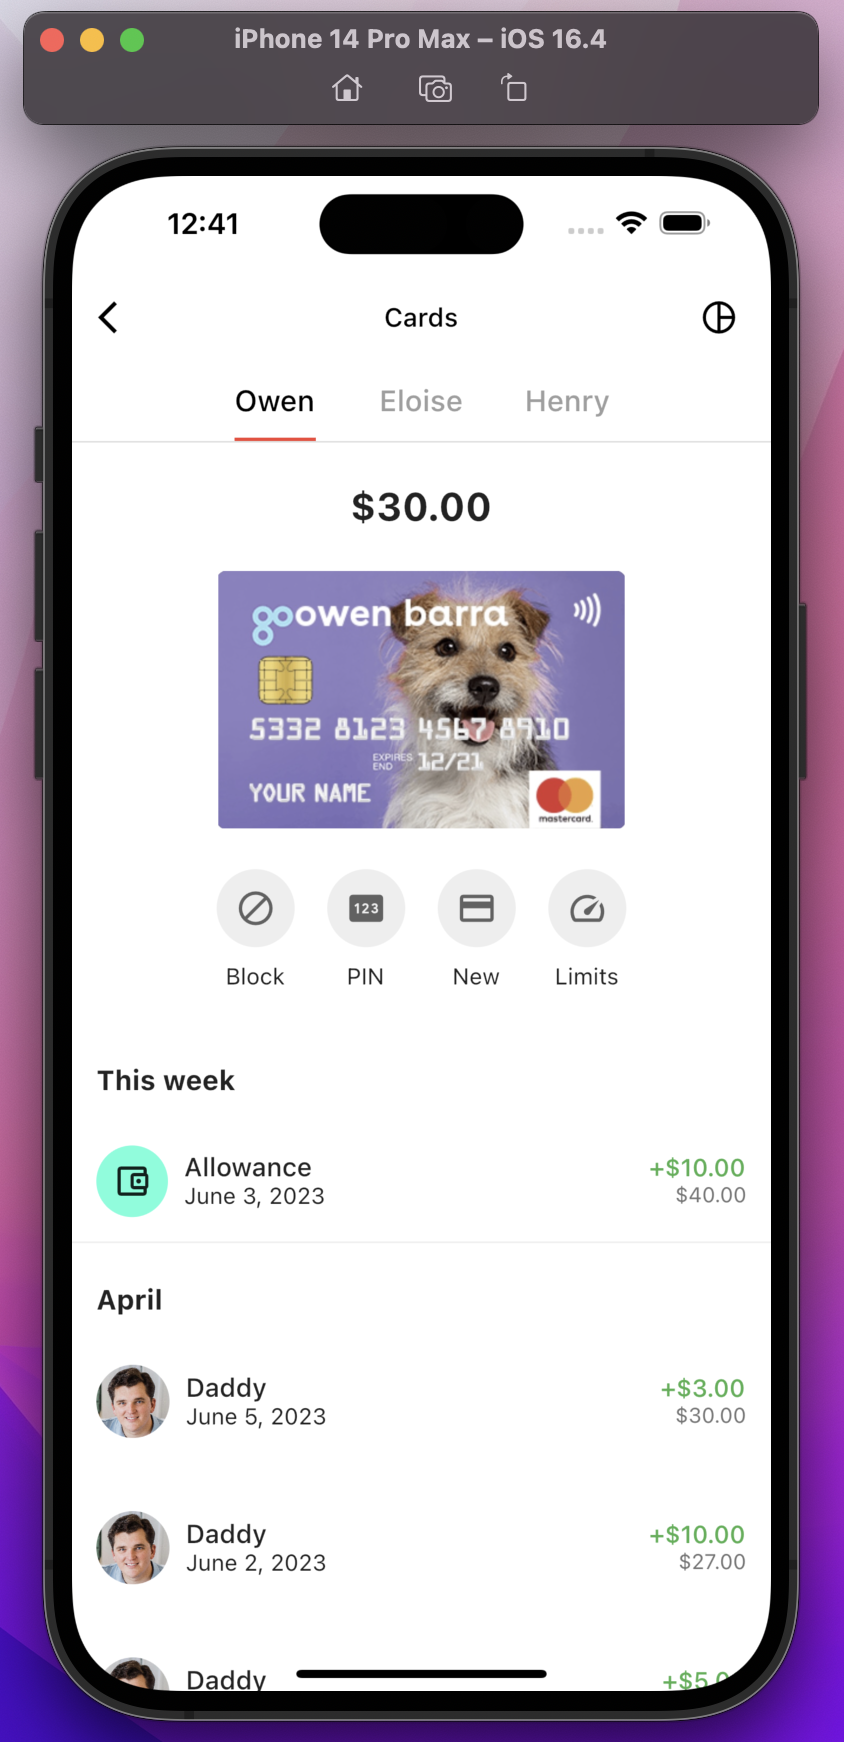 iPhone 14 Pro Max – iOS 16.4
12:41
Cards
Owen Eloise Henry
$30.00
go owen barra
5332 8123 4567 8910
EXPIRES END 12/21
YOUR NAME
mastercard.
123
Block PIN New Limits
This week
Allowance +$10.00
June 3, 2023 $40.00
April
Daddy +$3.00
June 5, 2023 $30.00
Daddy +$10.00
June 2, 2023 $27.00
Daddy +$5.0